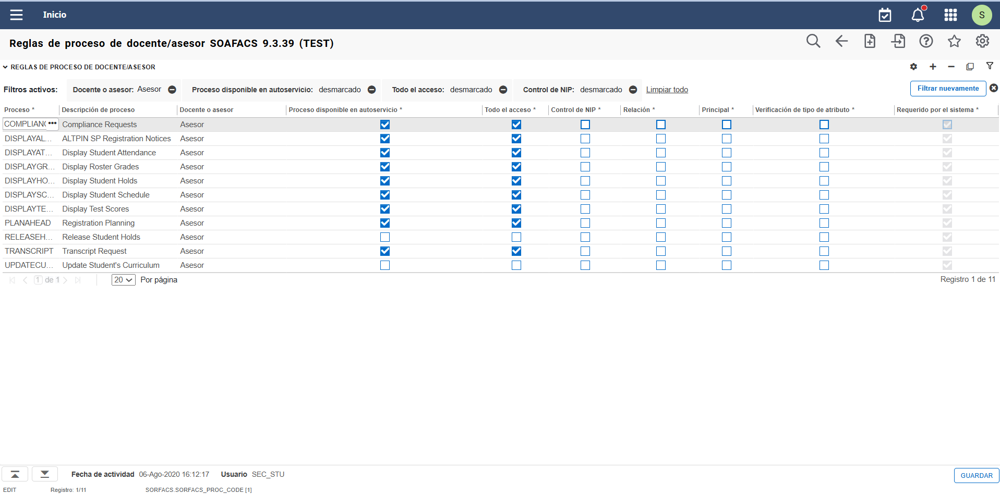 Inicio
S
Reglas de proceso de docente/asesor SOAFACS 9.3.39 (TEST)
REGLAS DE PROCESO DE DOCENTE/ASESOR
Filtros activos: Docente o asesor: Asesor Proceso disponible en autoservicio: desmarcado Todo el acceso: desmarcado Control de NIP: desmarcado Limpiar todo Filtrar nuevamente
Proceso * Descripción de proceso Docente o asesor Proceso disponible en autoservicio * Todo el acceso * Control de NIP * Relación * Principal * Verificación de tipo de atributo * Requerido por el sistema *
COMPLIANC ••• Compliance Requests Asesor
DISPLAYAL... ALTPIN SP Registration Notices Asesor
DISPLAYAT... Display Student Attendance Asesor
DISPLAYGR... Display Roster Grades Asesor
DISPLAYHO... Display Student Holds Asesor
DISPLAYSC... Display Student Schedule Asesor
DISPLAYTE... Display Test Scores Asesor
PLANAHEAD Registration Planning Asesor
RELEASEH... Release Student Holds Asesor
TRANSCRIPT Transcript Request Asesor
UPDATECU... Update Student's Curriculum Asesor
1 de 1 20 Por página Registro 1 de 11
Fecha de actividad 06-Ago-2020 16:12:17 Usuario SEC_STU GUARDAR
EDIT Registro: 1/11 SORFACS.SORFACS_PROC_CODE [1]